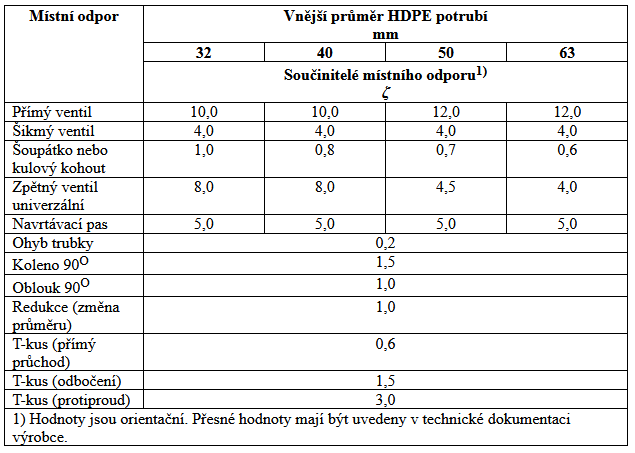 Místní odpor
Vnější průměr HDPE potrubí
mm
32 40 50 63
Součinitelé místního odporu1)
ζ
Přímý ventil 10,0 10,0 12,0 12,0
Šikmý ventil 4,0 4,0 4,0 4,0
Šoupátko nebo
kulový kohout 1,0 0,8 0,7 0,6
Zpětný ventil
univerzální 8,0 8,0 4,5 4,0
Navrtávací pas 5,0 5,0 5,0 5,0
Ohyb trubky 0,2
Koleno 90O 1,5
Oblouk 90O 1,0
Redukce (změna
průměru) 1,0
T-kus (přímý
průchod) 0,6
T-kus (odbočení) 1,5
T-kus (protiproud) 3,0
1) Hodnoty jsou orientační. Přesné hodnoty mají být uvedeny v technické dokumentaci
výrobce.